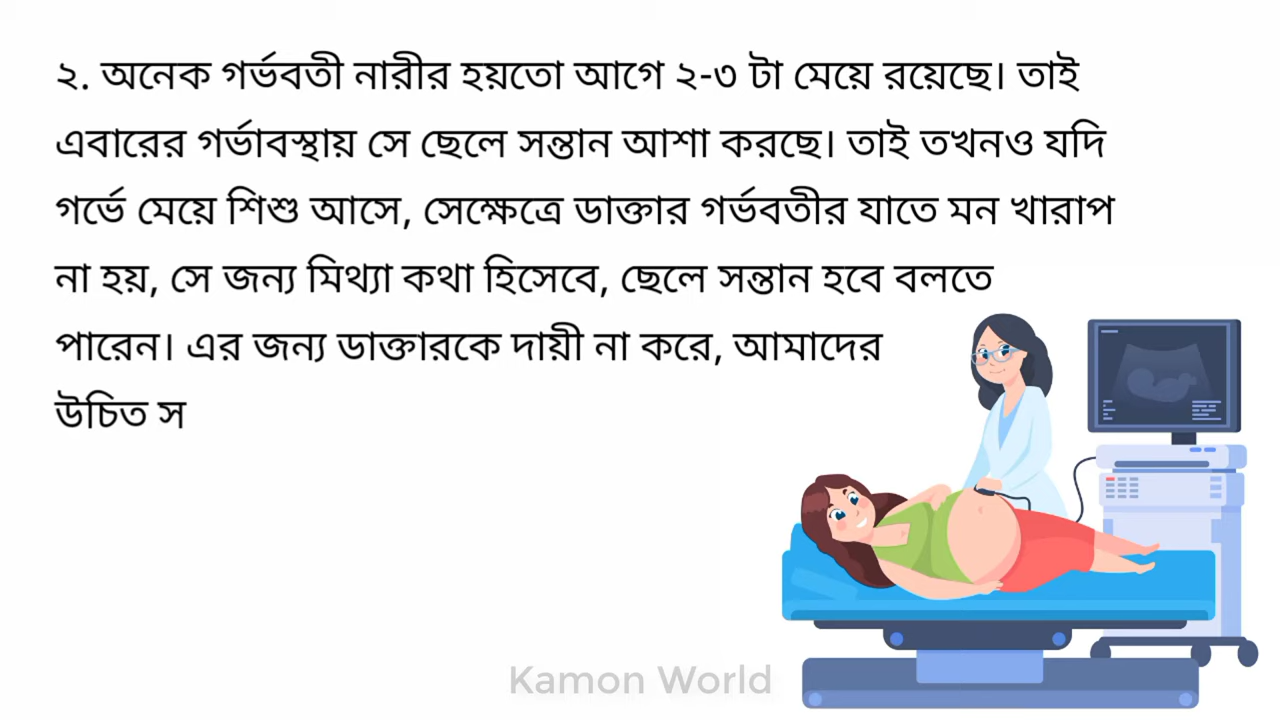 ২. অনেক গর্ভবতী নারীর হয়তো আগে ২-৩ টা মেয়ে রয়েছে। তাই
এবারের গর্ভাবস্থায় সে ছেলে সন্তান আশা করছে। তাই তখনও যদি
গর্ভে মেয়ে শিশু আসে, সেক্ষেত্রে ডাক্তার গর্ভবতীর যাতে মন খারাপ
না হয়, সে জন্য মিথ্যা কথা হিসেবে, ছেলে সন্তান হবে বলতে
পারেন। এর জন্য ডাক্তারকে দায়ী না করে, আমাদের
উচিত স
Kamon World